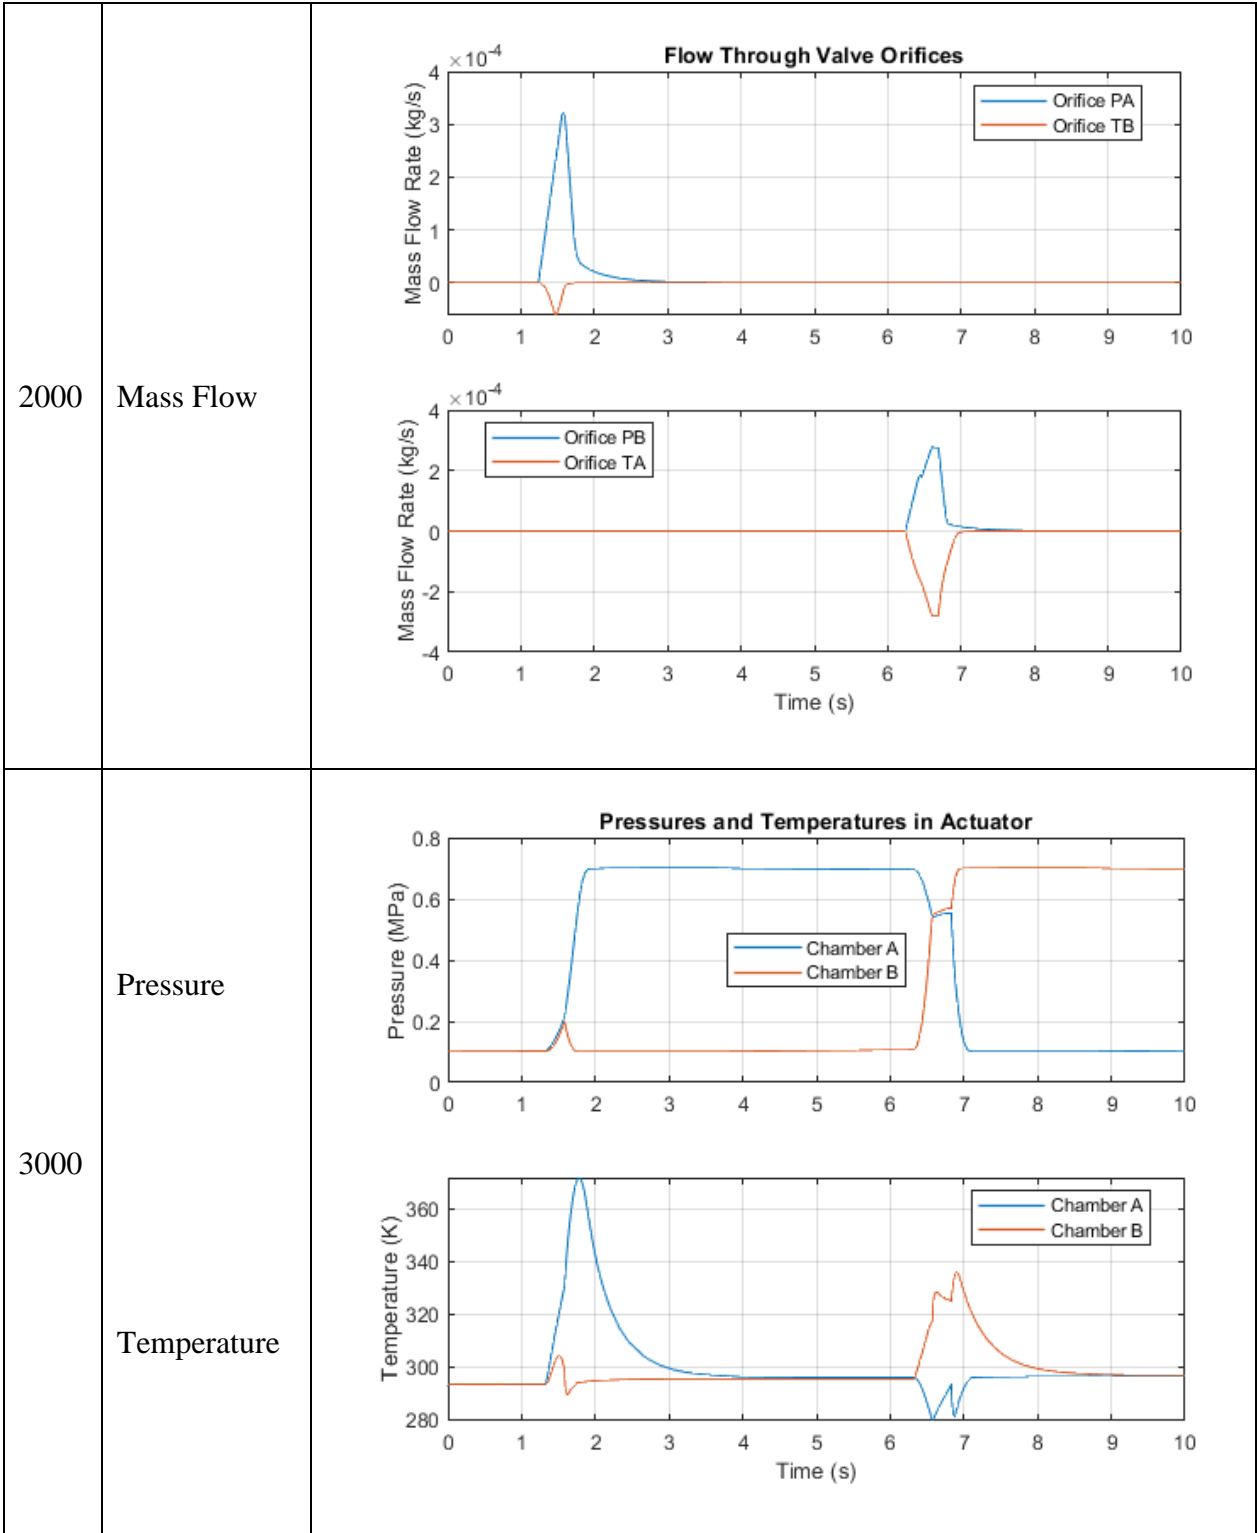 2000
Mass Flow
Flow Through Valve Orifices
×10-4
Mass Flow Rate (kg/s)
4
3
2
1
0
Orifice PA
Orifice TB
0 1 2 3 4 5 6 7 8 9 10
×10-4
Mass Flow Rate (kg/s)
4
2
0
-2
-4
Orifice PB
Orifice TA
0 1 2 3 4 5 6 7 8 9 10
Time (s)
3000
Pressure
Pressures and Temperatures in Actuator
Pressure (MPa)
0.8
0.6
0.4
0.2
0
Chamber A
Chamber B
0 1 2 3 4 5 6 7 8 9 10
Temperature
Temperature (K)
360
340
320
300
280
Chamber A
Chamber B
0 1 2 3 4 5 6 7 8 9 10
Time (s)